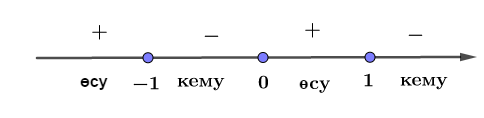 + − + −
өсу −1 кему 0 өсу 1 кему